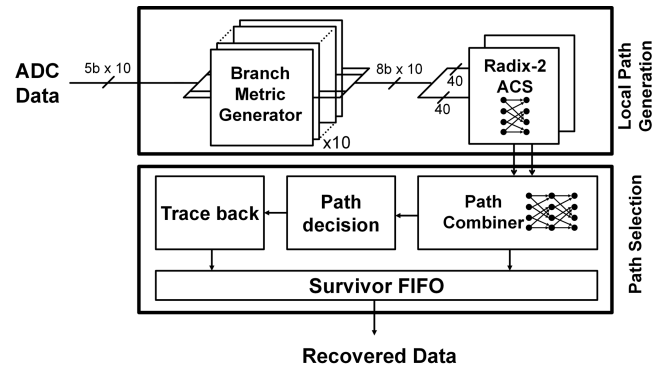 ADC
Data
5b x 10
Branch
Metric
Generator
x10
8b x 10
40
40
Radix-2
ACS
Local Path
Generation
Trace back
Path
decision
Path
Combiner
Survivor FIFO
Path Selection
Recovered Data